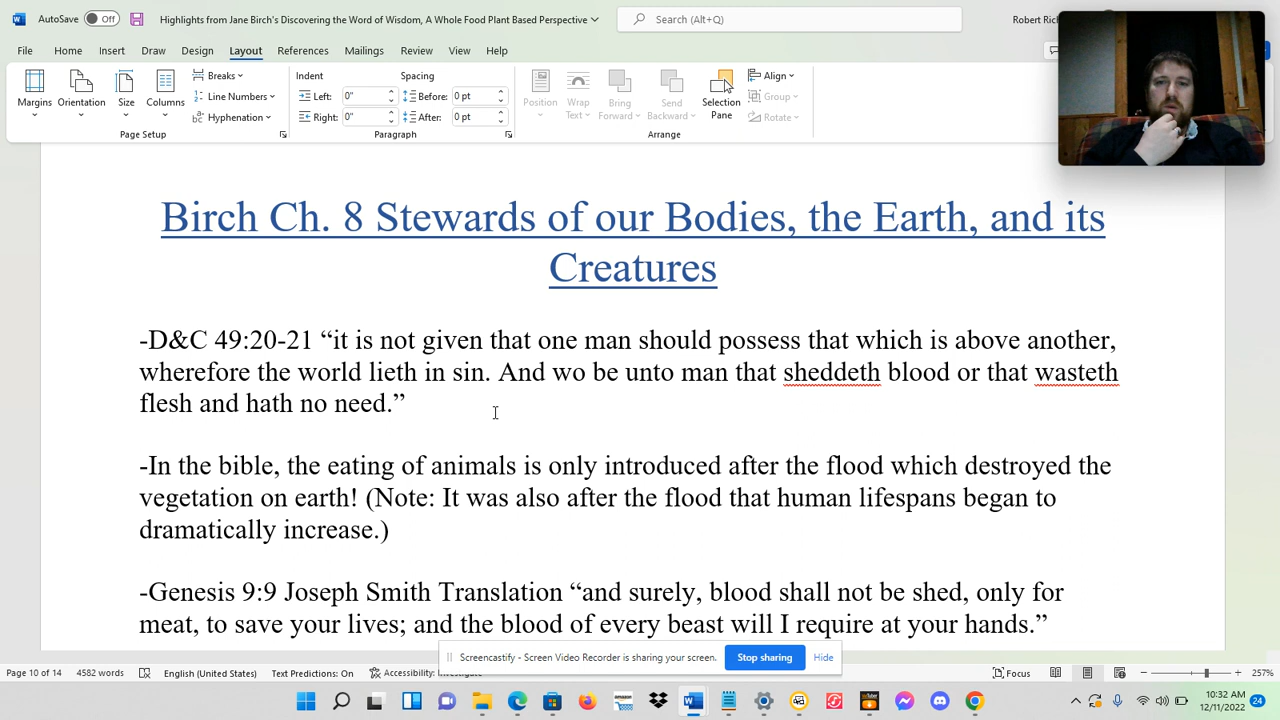 AutoSave Off Highlights from Jane Birch's Discovering the Word of Wisdom, A Whole Food Plant Based Perspective Search (Alt+Q) Robert Ric
File Home Insert Draw Design Layout References Mailings Review View Help
Margins Orientation Size Columns Breaks Line Numbers Hyphenation
Page Setup
Indent Spacing
Left: 0" Before: 0 pt
Right: 0" After: 0 pt
Paragraph
Position Wrap Text Bring Forward Send Backward Selection Pane Align Group Rotate
Arrange
Birch Ch. 8 Stewards of our Bodies, the Earth, and its
Creatures
-D&C 49:20-21 “it is not given that one man should possess that which is above another,
wherefore the world lieth in sin. And wo be unto man that sheddeth blood or that wasteth
flesh and hath no need.”
-In the bible, the eating of animals is only introduced after the flood which destroyed the
vegetation on earth! (Note: It was also after the flood that human lifespans began to
dramatically increase.)
-Genesis 9:9 Joseph Smith Translation “and surely, blood shall not be shed, only for
meat, to save your lives; and the blood of every beast will I require at your hands.”
Screencastify - Screen Video Recorder is sharing your screen. Stop sharing Hide
Page 10 of 14 4582 words English (United States) Text Predictions: On Accessibility: Investigate Focus 257%
10:32 AM
12/11/2022 24